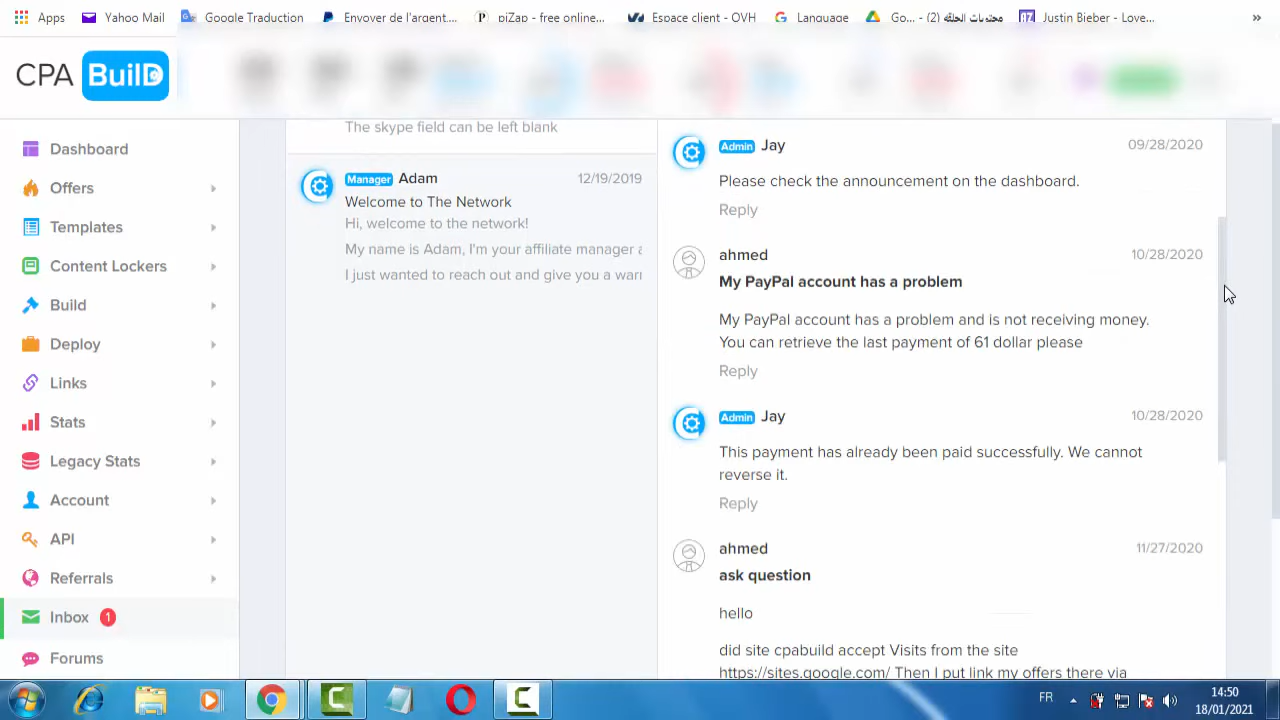 Apps
Yahoo Mail
Google Traduction
Envoyer de l'argent...
piZap - free online...
Espace client - OVH
Language
Go... - (2) محتويات الحلقة
Justin Bieber - Love...
»
CPA BuilD
Dashboard
Offers
Templates
Content Lockers
Build
Deploy
Links
Stats
Legacy Stats
Account
API
Referrals
Inbox 1
Forums
The skype field can be left blank
Manager Adam 12/19/2019
Welcome to The Network
Hi, welcome to the network!
My name is Adam, I'm your affiliate manager
I just wanted to reach out and give you a
Admin Jay 09/28/2020
Please check the announcement on the dashboard.
Reply
ahmed 10/28/2020
My PayPal account has a problem
My PayPal account has a problem and is not receiving money.
You can retrieve the last payment of 61 dollar please
Reply
Admin Jay 10/28/2020
This payment has already been paid successfully. We cannot
reverse it.
Reply
ahmed 11/27/2020
ask question
hello
did site cpabuild accept Visits from the site
https://sites.google.com/ Then I put link my offers there via
FR
14:50
18/01/2021